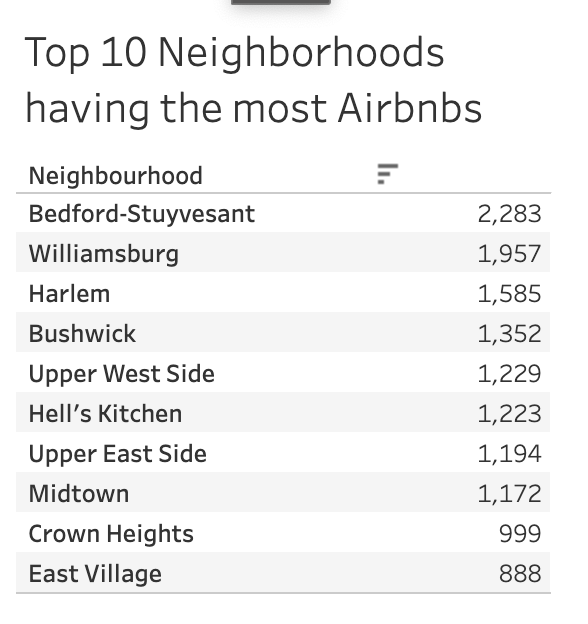 Top 10 Neighborhoods
having the most Airbnbs
Neighbourhood
Bedford-Stuyvesant 2,283
Williamsburg 1,957
Harlem 1,585
Bushwick 1,352
Upper West Side 1,229
Hell's Kitchen 1,223
Upper East Side 1,194
Midtown 1,172
Crown Heights 999
East Village 888